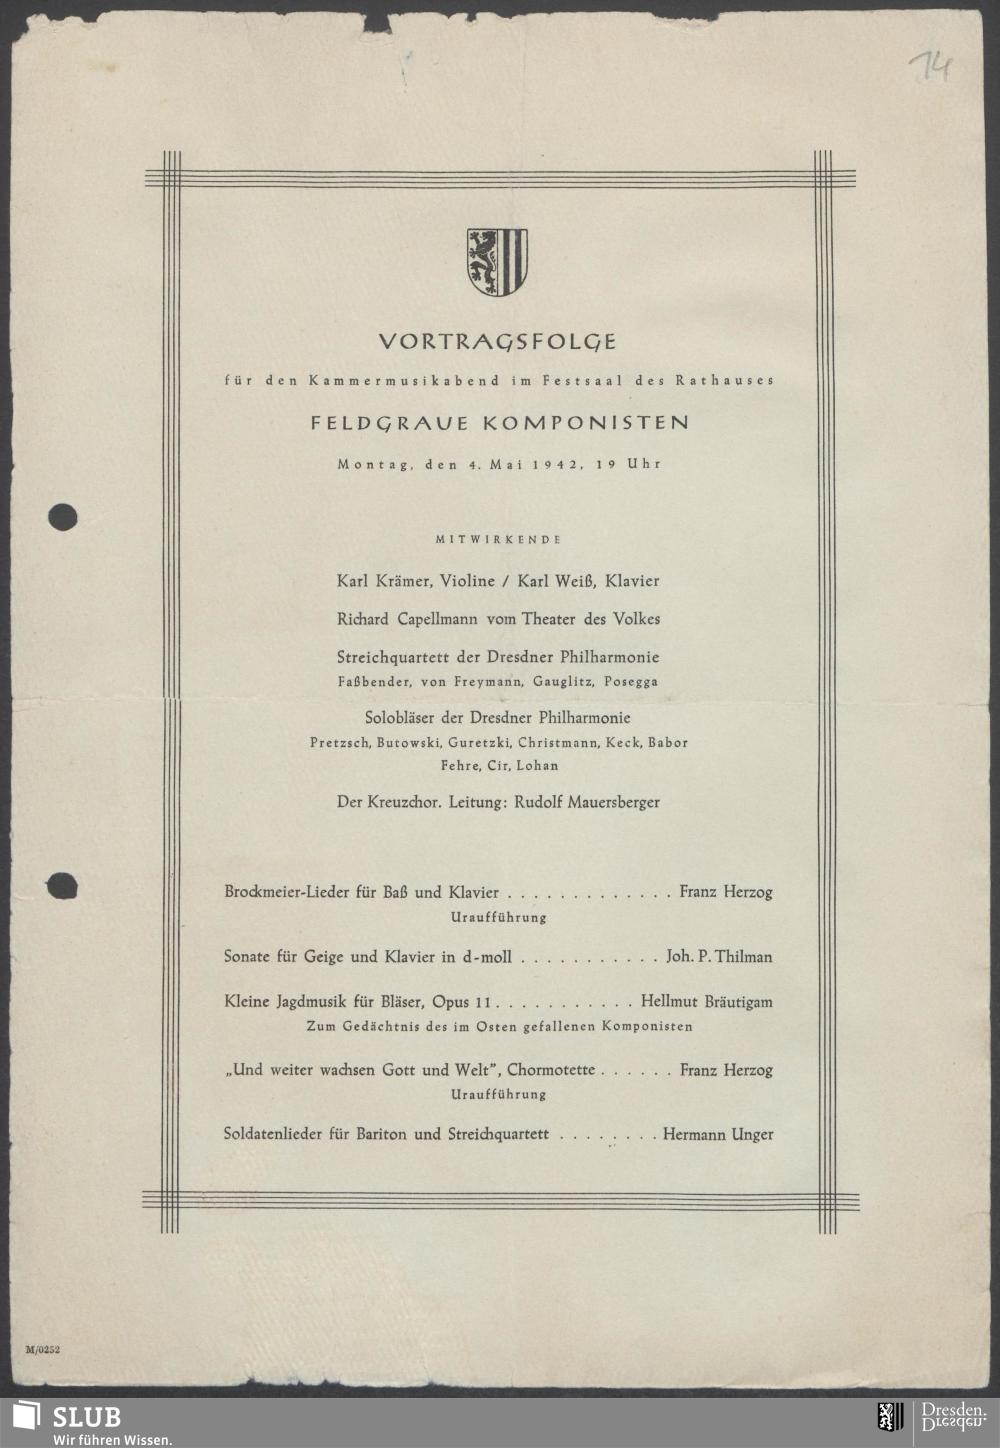 14
VORTRAGSFOLGE
für den Kammermusikabend im Festsaal des Rathauses
FELDGRAUE KOMPONISTEN
Montag, den 4. Mai 1942, 19 Uhr
MITWIRKENDE
Karl Krämer, Violine / Karl Weiß, Klavier
Richard Capellmann vom Theater des Volkes
Streichquartett der Dresdner Philharmonie
Faßbender, von Freymann, Gauglitz, Posegga
Solobläser der Dresdner Philharmonie
Pretzsch, Butowski, Guretzki, Christmann, Keck, Babor
Fehre, Cir, Lohan
Der Kreuzchor. Leitung: Rudolf Mauersberger
Brockmeier-Lieder für Baß und Klavier . . . . . . . . . . . . . Franz Herzog
Uraufführung
Sonate für Geige und Klavier in d-moll . . . . . . . . . . . Joh. P. Thilman
Kleine Jagdmusik für Bläser, Opus 11 . . . . . . . . . . . Hellmut Bräutigam
Zum Gedächtnis des im Osten gefallenen Komponisten
„Und weiter wachsen Gott und Welt”, Chormotette . . . . . . Franz Herzog
Uraufführung
Soldatenlieder für Bariton und Streichquartett . . . . . . . . Hermann Unger
M/0252
SLUB
Wir führen Wissen.
Dresden.
Dresden.